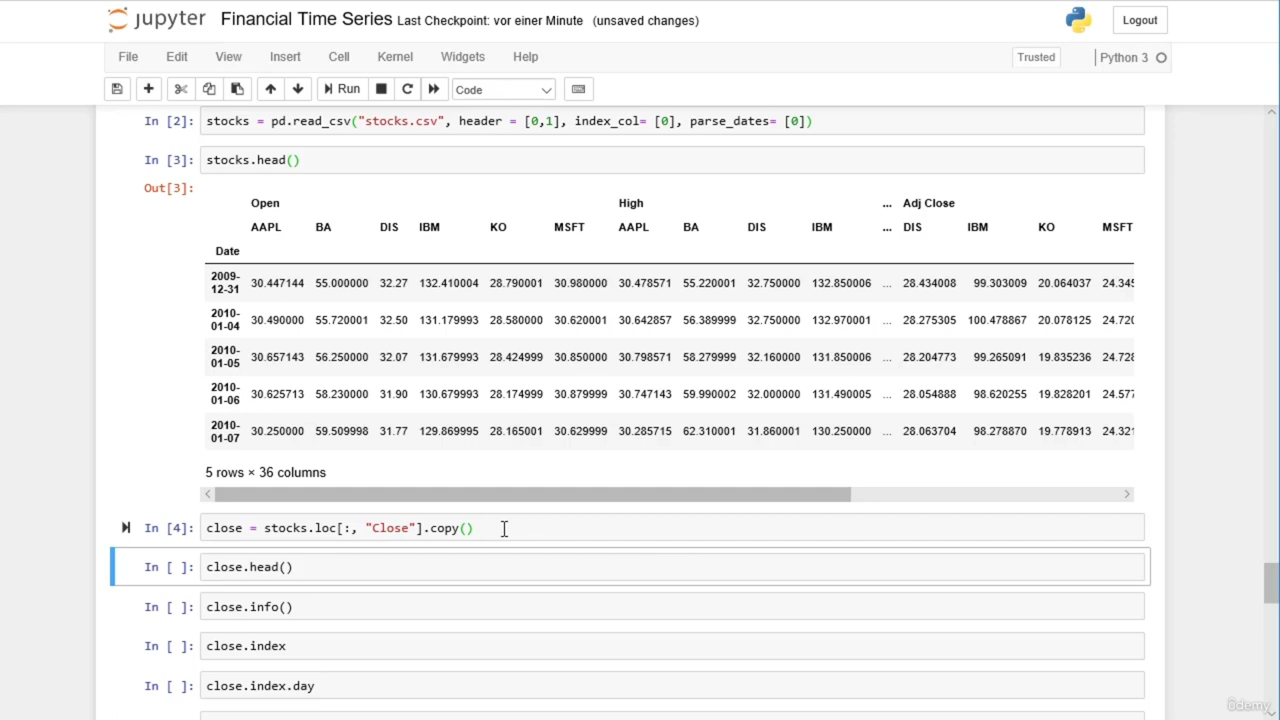 jupyter Financial Time Series Last Checkpoint: vor einer Minute (unsaved changes) Logout
File Edit View Insert Cell Kernel Widgets Help Trusted Python 3
Run Code
In [2]: stocks = pd.read_csv("stocks.csv", header = [0,1], index_col= [0], parse_dates= [0])
In [3]: stocks.head()
Out[3]:
Open High ... Adj Close
AAPL BA DIS IBM KO MSFT AAPL BA DIS IBM ... DIS IBM KO MSFT
Date
2009-
12-31 30.447144 55.000000 32.27 132.410004 28.790001 30.980000 30.478571 55.220001 32.750000 132.850006 ... 28.434008 99.303009 20.064037 24.345
2010-
01-04 30.490000 55.720001 32.50 131.179993 28.580000 30.620001 30.642857 56.389999 32.750000 132.970001 ... 28.275305 100.478867 20.078125 24.720
2010-
01-05 30.657143 56.250000 32.07 131.679993 28.424999 30.850000 30.798571 58.279999 32.160000 131.850006 ... 28.204773 99.265091 19.835236 24.728
2010-
01-06 30.625713 58.230000 31.90 130.679993 28.174999 30.879999 30.747143 59.990002 32.000000 131.490005 ... 28.054888 98.620255 19.828201 24.577
2010-
01-07 30.250000 59.509998 31.77 129.869995 28.165001 30.629999 30.285715 62.310001 31.860001 130.250000 ... 28.063704 98.278870 19.778913 24.321
5 rows × 36 columns
In [4]: close = stocks.loc[:, "Close"].copy()
In [ ]: close.head()
In [ ]: close.info()
In [ ]: close.index
In [ ]: close.index.day
ûdemy